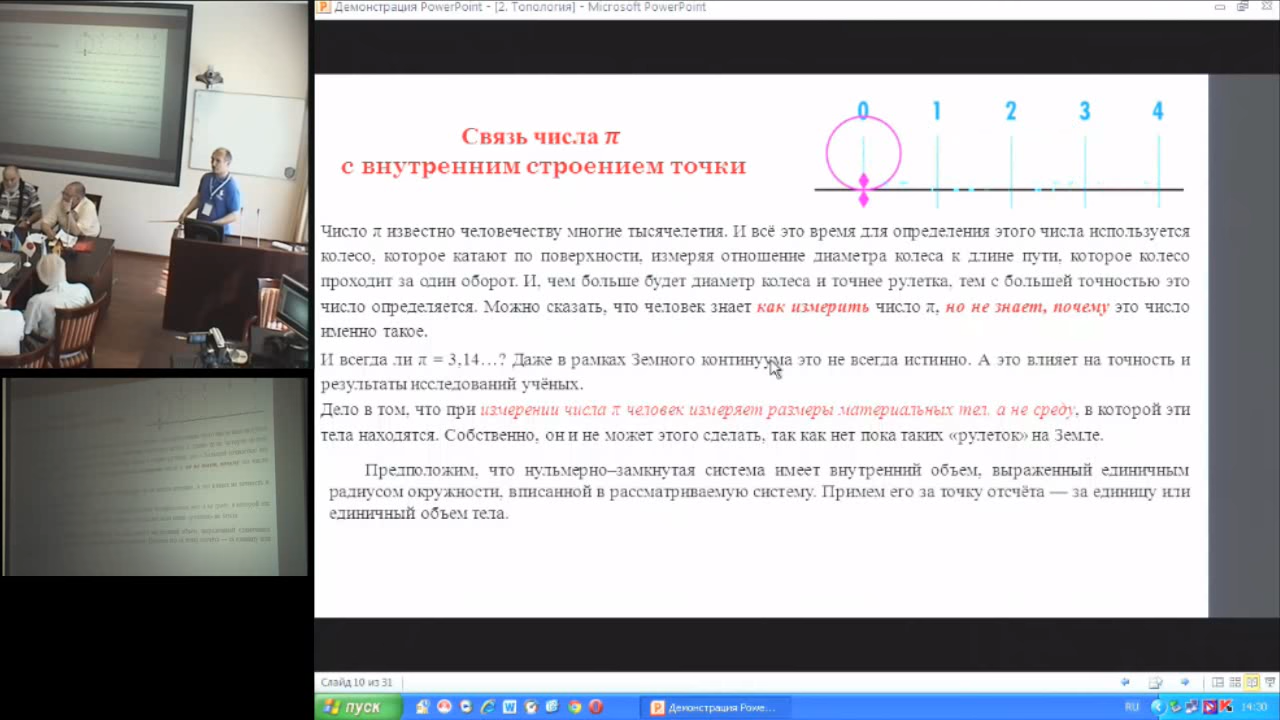 Демонстрация PowerPoint - [2. Топология] - Microsoft PowerPoint
0 1 2 3 4
Связь числа π
с внутренним строением точки
Число π известно человечеству многие тысячелетия. И всё это время для определения этого числа используется
колесо, которое катают по поверхности, измеряя отношение диаметра колеса к длине пути, которое колесо
проходит за один оборот. И, чем больше будет диаметр колеса и точнее рулетка, тем с большей точностью это
число определяется. Можно сказать, что человек знает как измерить число π, но не знает, почему это число
именно такое.
И всегда ли π = 3,14…? Даже в рамках Земного континуума это не всегда истинно. А это влияет на точность и
результаты исследований учёных.
Дело в том, что при измерении числа π человек измеряет размеры материальных тел, а не среду, в которой эти
тела находятся. Собственно, он и не может этого сделать, так как нет пока таких «рулеток» на Земле.
Предположим, что нульмерно–замкнутая система имеет внутренний объем, выраженный единичным
радиусом окружности, вписанной в рассматриваемую систему. Примем его за точку отсчёта — за единицу или
единичный объем тела.
Слайд 10 из 31
пуск
Демонстрация Powe...
RU
14:30